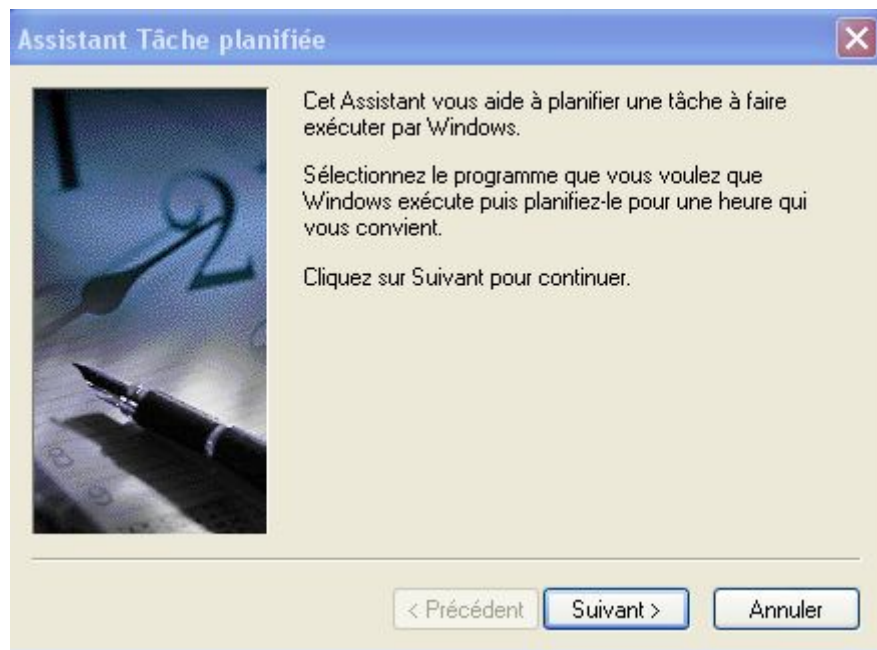 Assistant Tâche planifiée
Cet Assistant vous aide à planifier une tâche à faire
exécuter par Windows.
Sélectionnez le programme que vous voulez que
Windows exécute puis planifiez-le pour une heure qui
vous convient.
Cliquez sur Suivant pour continuer.
< Précédent
Suivant >
Annuler